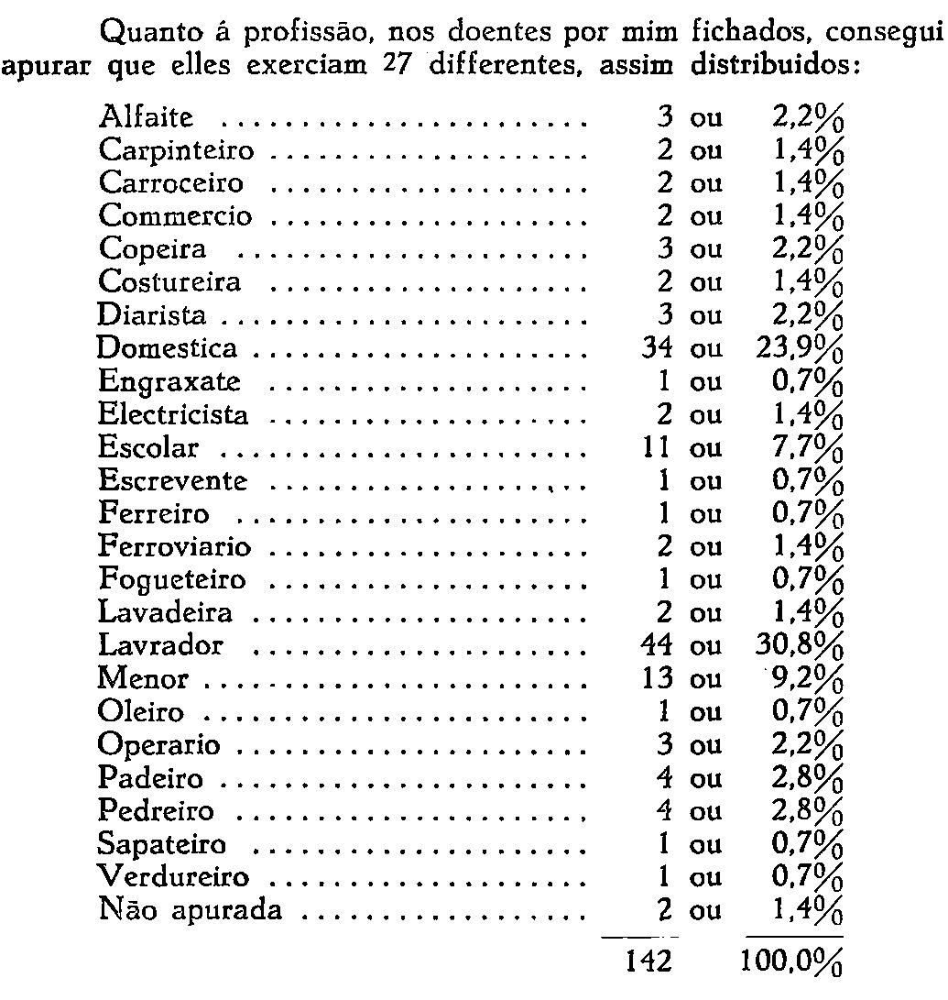 Quanto á profissão, nos doentes por mim fichados, consegui
apurar que elles exerciam 27 differentes, assim distribuidos:
Alfaite ....................... 3 ou 2,2%
Carpinteiro .................... 2 ou 1,4%
Carroceiro .................... 2 ou 1,4%
Commercio .................... 2 ou 1,4%
Copeira ...................... 3 ou 2,2%
Costureira .................... 2 ou 1,4%
Diarista ....................... 3 ou 2,2%
Domestica ..................... 34 ou 23,9%
Engraxate .................... 1 ou 0,7%
Electricista .................... 2 ou 1,4%
Escolar ....................... 11 ou 7,7%
Escrevente .................... 1 ou 0,7%
Ferreiro ...................... 1 ou 0,7%
Ferroviario .................... 2 ou 1,4%
Fogueteiro .................... 1 ou 0,7%
Lavadeira ..................... 2 ou 1,4%
Lavrador ..................... 44 ou 30,8%
Menor ........................ 13 ou 9,2%
Oleiro ........................ 1 ou 0,7%
Operario ...................... 3 ou 2,2%
Padeiro ....................... 4 ou 2,8%
Pedreiro ...................... 4 ou 2,8%
Sapateiro ..................... 1 ou 0,7%
Verdureiro .................... 1 ou 0,7%
Não apurada .................. 2 ou 1,4%
142 100,0%